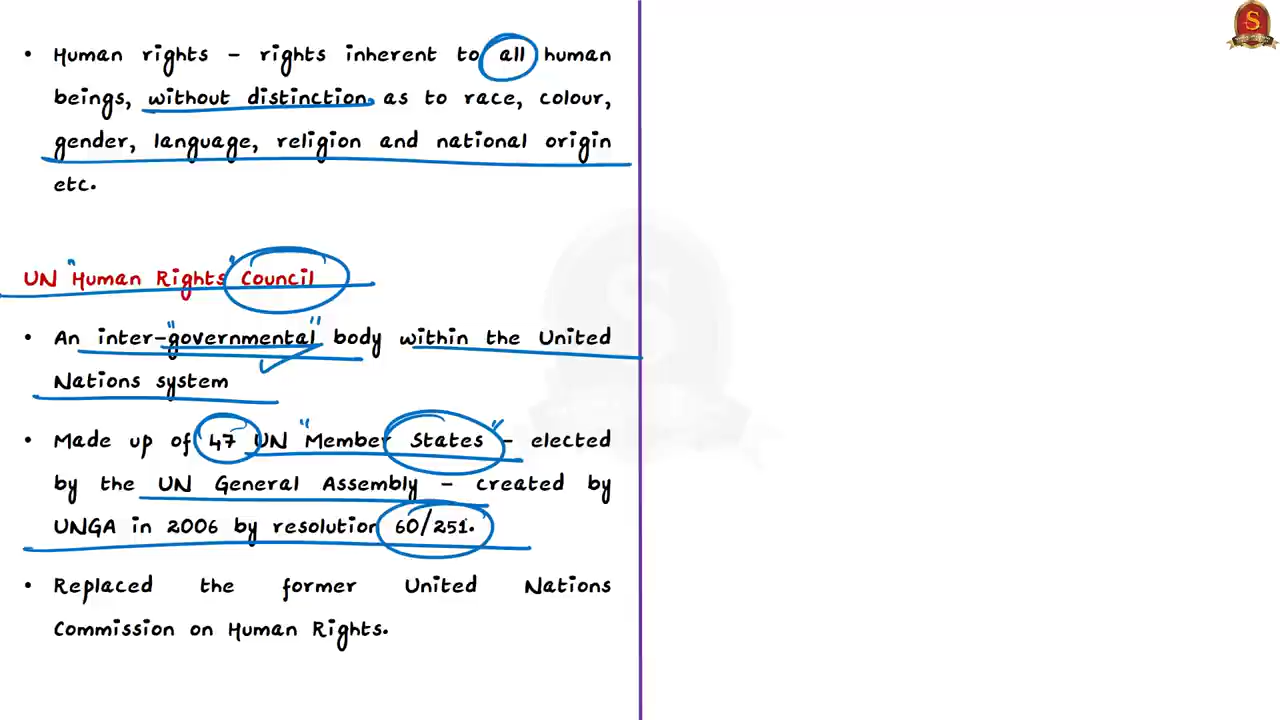 • Human rights – rights inherent to all human
beings, without distinction as to race, colour,
gender, language, religion and national origin
etc.
UN "Human Rights" Council
• An inter-"governmental" body within the United
Nations system
• Made up of 47 UN "Member States" – elected
by the UN General Assembly – created by
UNGA in 2006 by resolution 60/251.
• Replaced the former United Nations
Commission on Human Rights.
S